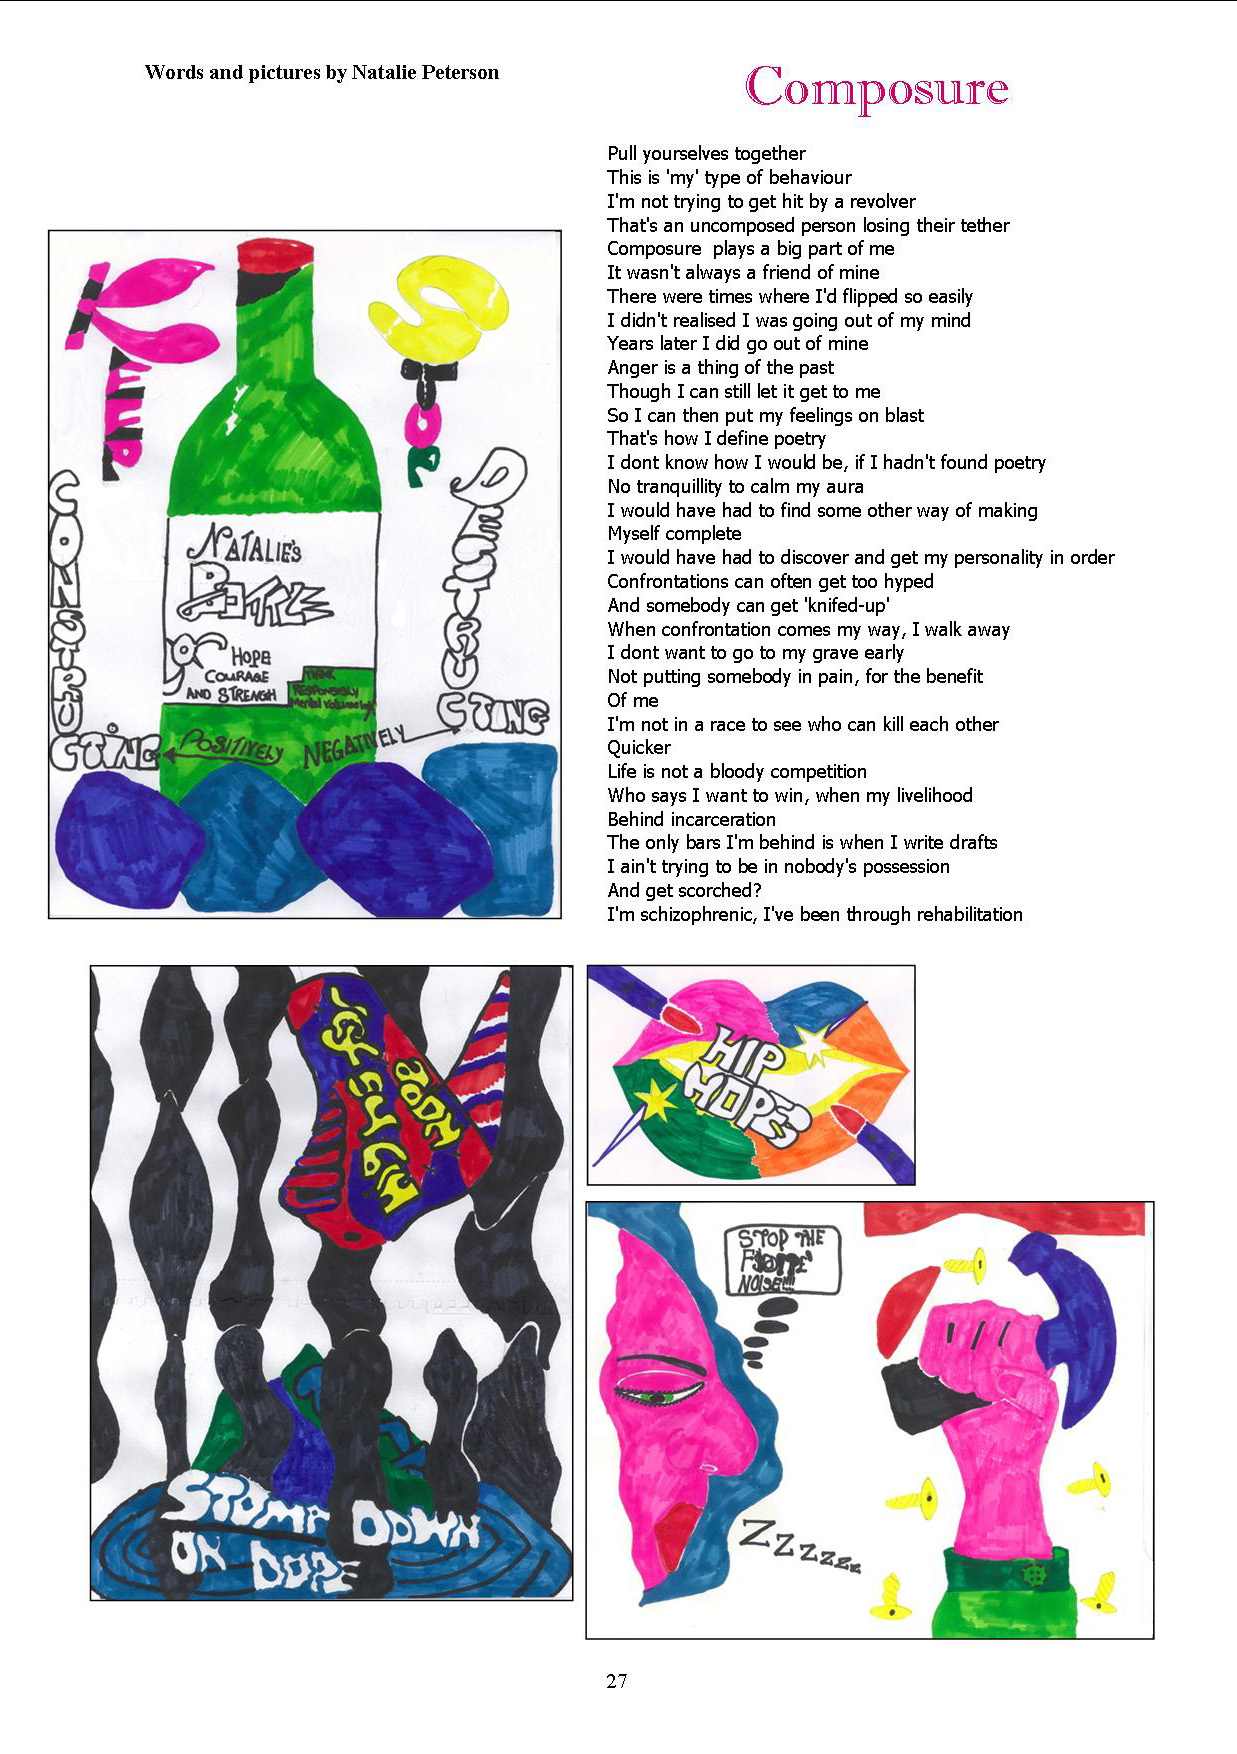 Words and pictures by Natalie Peterson
Composure
Pull yourselves together
This is 'my' type of behaviour
I'm not trying to get hit by a revolver
That's an uncomposed person losing their tether
Composure  plays a big part of me
It wasn't always a friend of mine
There were times where I'd flipped so easily
I didn't realised I was going out of my mind
Years later I did go out of mine
Anger is a thing of the past
Though I can still let it get to me
So I can then put my feelings on blast
That's how I define poetry
I dont know how I would be, if I hadn't found poetry
No tranquillity to calm my aura
I would have had to find some other way of making
Myself complete
I would have had to discover and get my personality in order
Confrontations can often get too hyped
And somebody can get 'knifed-up'
When confrontation comes my way, I walk away
I dont want to go to my grave early
Not putting somebody in pain, for the benefit
Of me
I'm not in a race to see who can kill each other
Quicker
Life is not a bloody competition
Who says I want to win, when my livelihood
Behind incarceration
The only bars I'm behind is when I write drafts
I ain't trying to be in nobody's possession
And get scorched?
I'm schizophrenic, I've been through rehabilitation
KEEP
CONSTRUCTING
STOP
DESTRUCTING
NATALIE'S
BOTTLE
OF HOPE
COURAGE
AND STRENGH
THINK
RESPONSIBLY
POSITIVELY NEGATIVELY
BODY
STOMP DOWN
ON DOPE
HIP
HOPES
STOP THE
NOISE!!!!
ZZZZZZZ
27